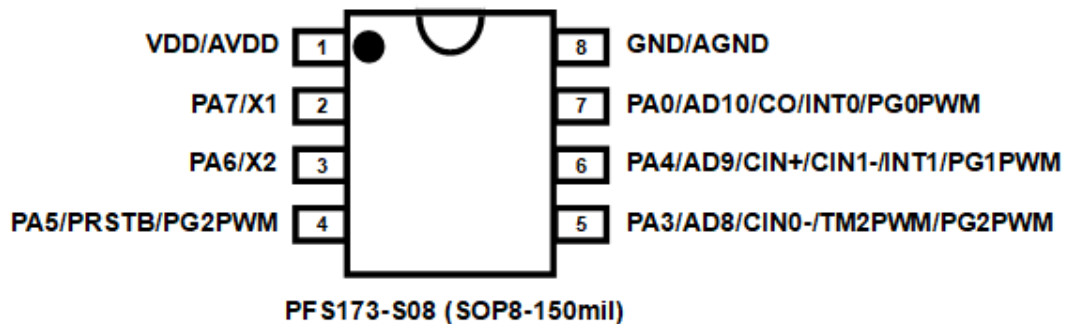 VDD/AVDD 1 8 GND/AGND
PA7/X1 2 7 PA0/AD10/CO/INT0/PG0PWM
PA6/X2 3 6 PA4/AD9/CIN+/CIN1-/INT1/PG1PWM
PA5/PRSTB/PG2PWM 4 5 PA3/AD8/CIN0-/TM2PWM/PG2PWM
PFS173-S08 (SOP8-150mil)